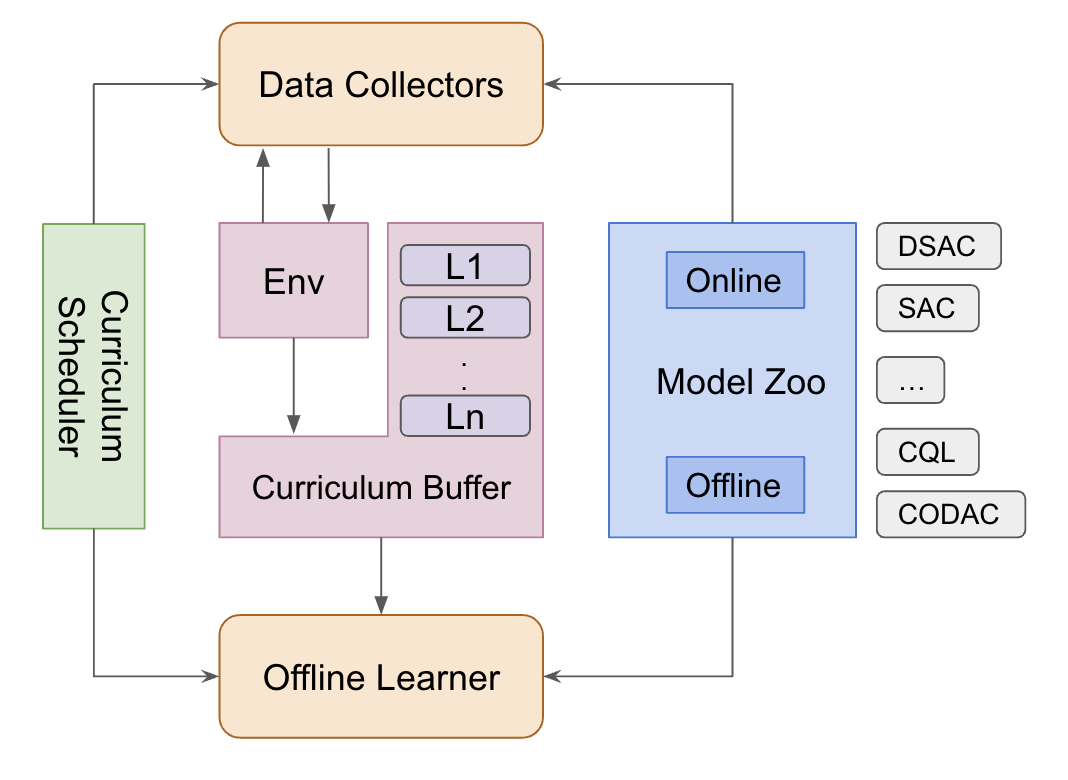 Data Collectors
Curriculum
Scheduler
Env
L1
L2
.
.
Ln
Curriculum Buffer
Online
Model Zoo
Offline
DSAC
SAC
...
CQL
CODAC
Offline Learner